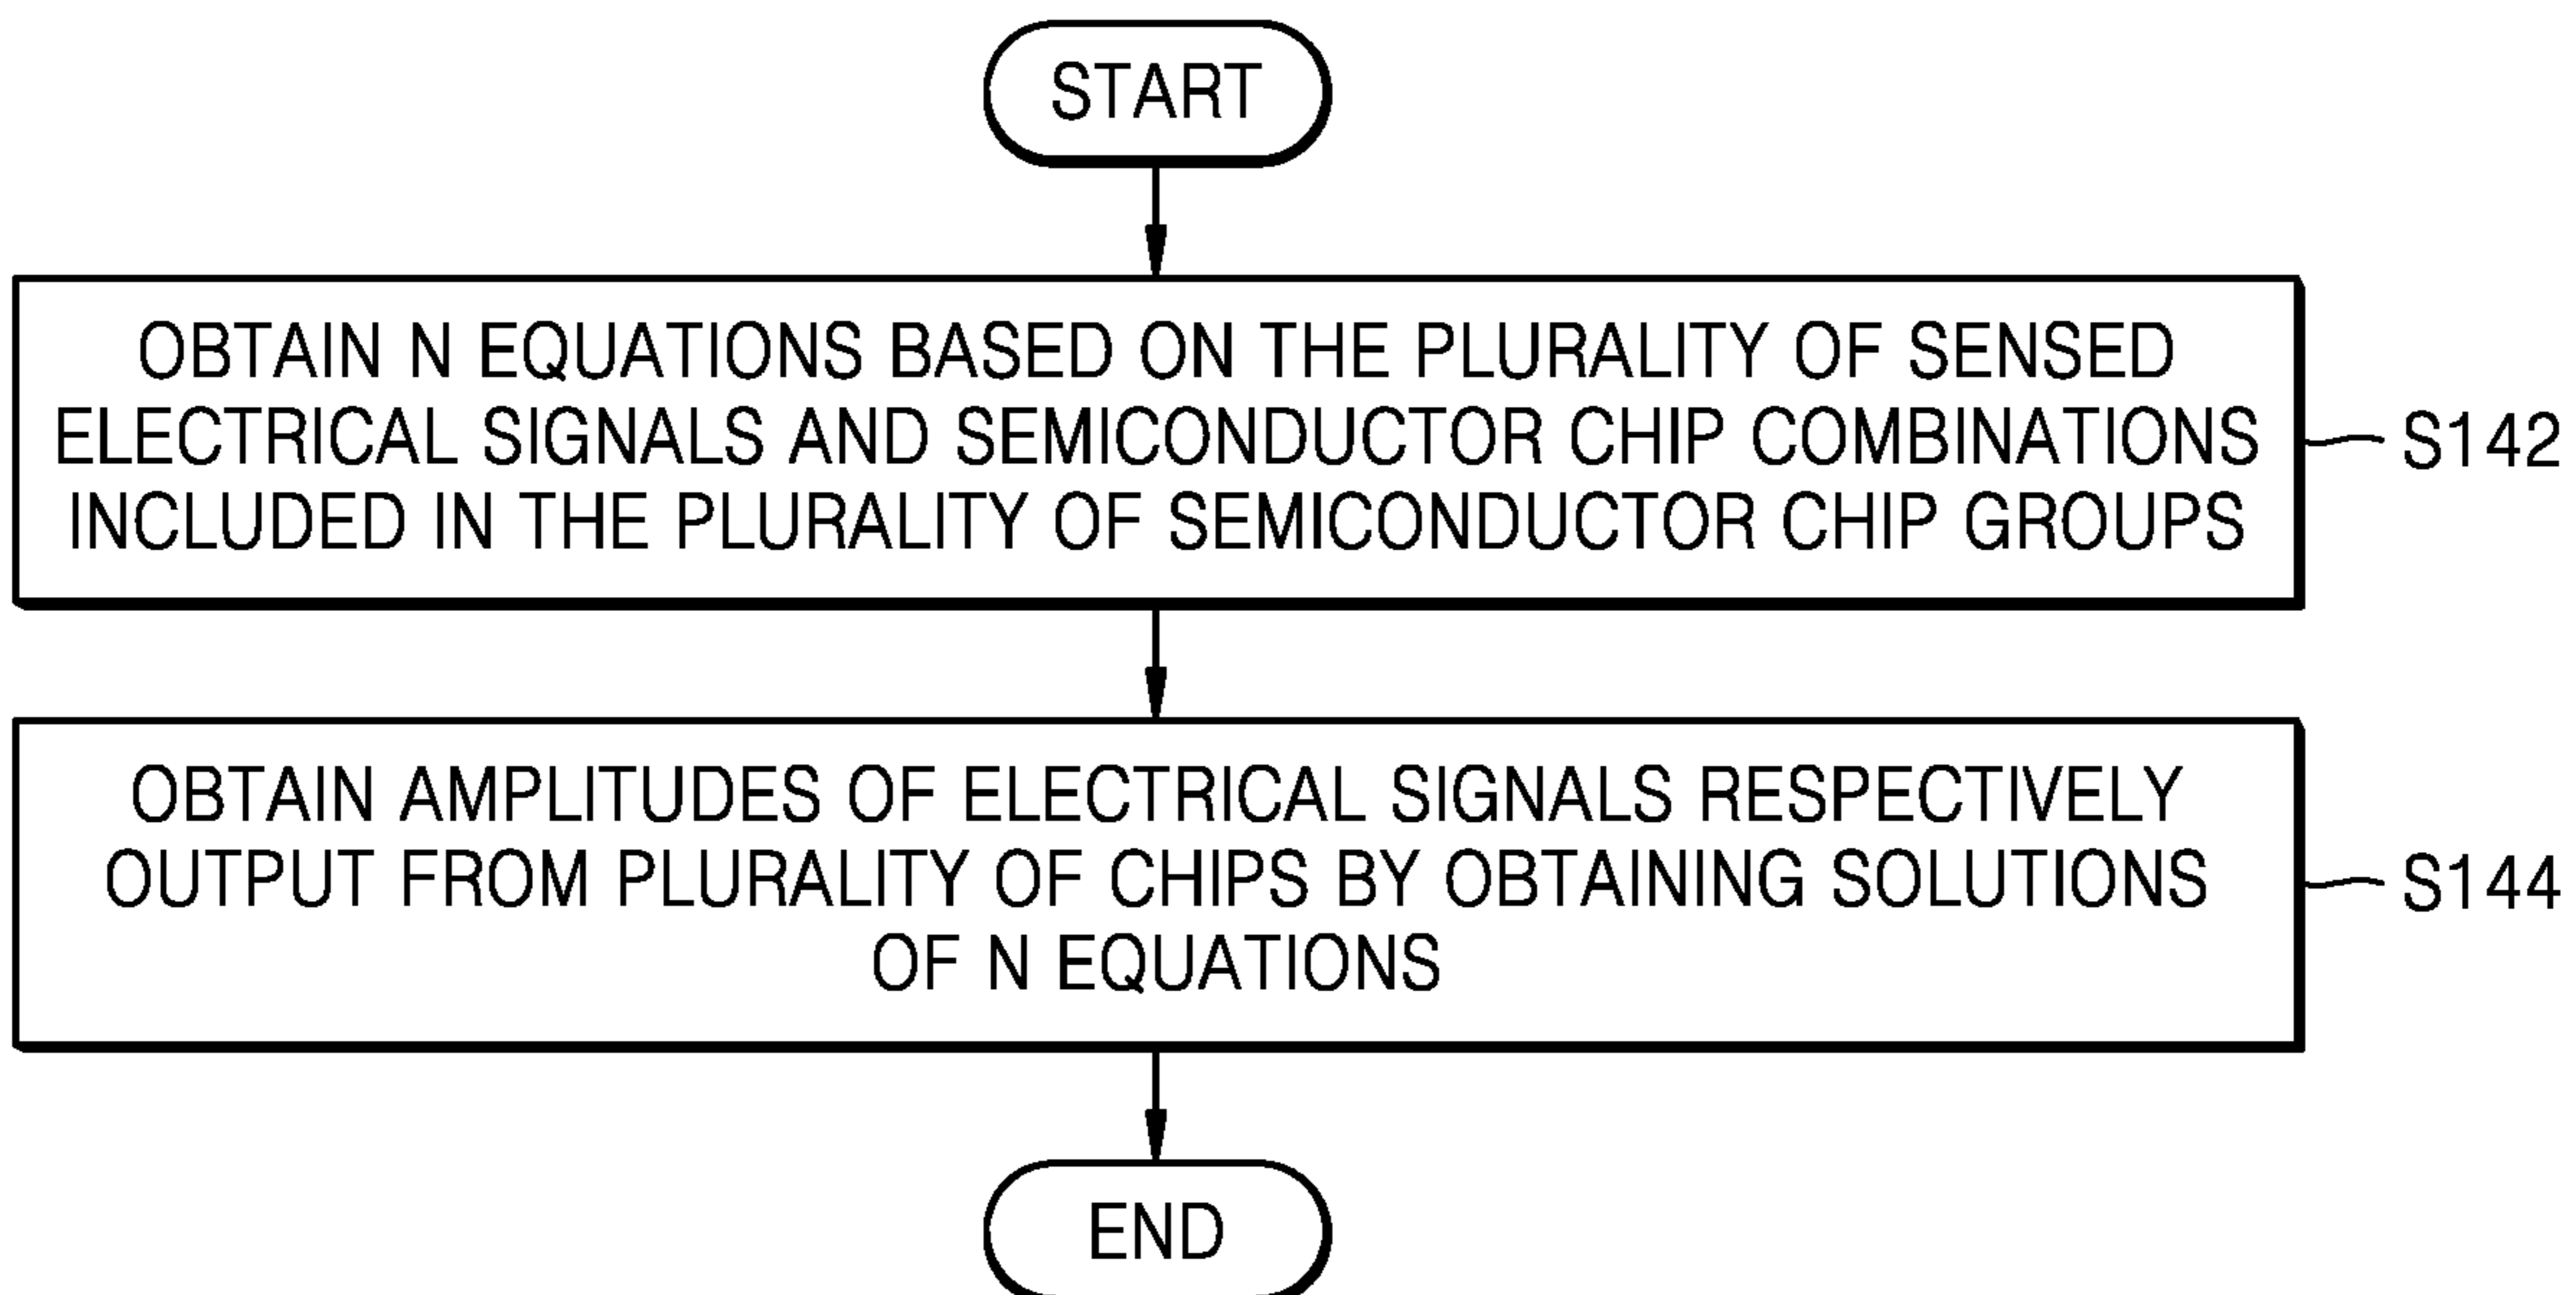 START
OBTAIN N EQUATIONS BASED ON THE PLURALITY OF SENSED
ELECTRICAL SIGNALS AND SEMICONDUCTOR CHIP COMBINATIONS
INCLUDED IN THE PLURALITY OF SEMICONDUCTOR CHIP GROUPS
S142
OBTAIN AMPLITUDES OF ELECTRICAL SIGNALS RESPECTIVELY
OUTPUT FROM PLURALITY OF CHIPS BY OBTAINING SOLUTIONS
OF N EQUATIONS
S144
END